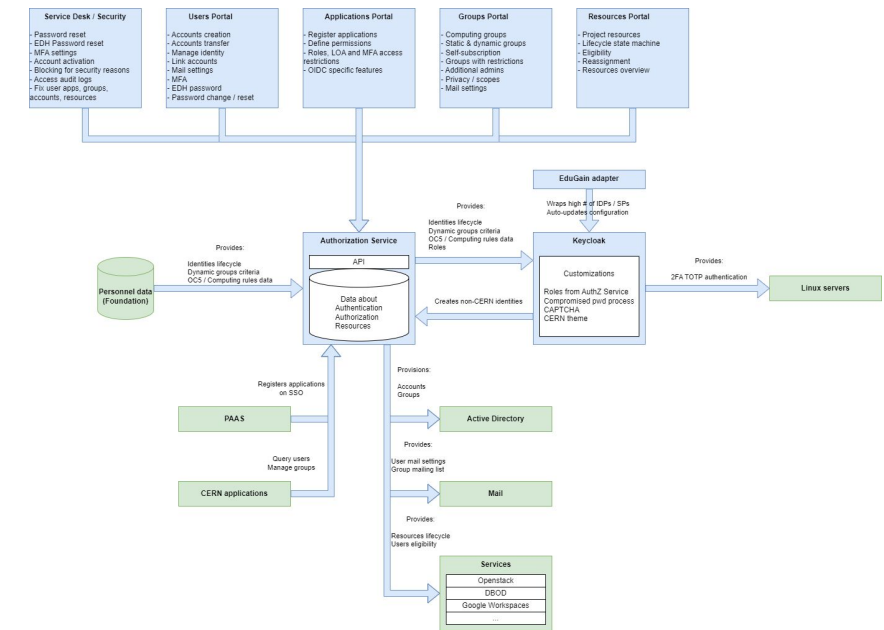 Service Desk / Security
- Password reset
- EDH Password reset
- MFA settings
- Account activation
- Blocking for security reasons
- Access audit logs
- Fix user apps, groups,
accounts, resources
Users Portal
- Accounts creation
- Accounts transfer
- Manage identity
- Link accounts
- Mail settings
- MFA
- EDH password
- Password change / reset
Applications Portal
- Register applications
- Define permissions
- Roles, LOA and MFA access
restrictions
- OIDC specific features
Groups Portal
- Computing groups
- Static & dynamic groups
- Self-subscription
- Groups with restrictions
- Additional admins
- Privacy / scopes
- Mail settings
Resources Portal
- Project resources
- Lifecycle state machine
- Eligibility
- Reassignment
- Resources overview
EduGain adapter
Wraps high # of IDPs / SPs
Auto-updates configuration
Provides:
Identities lifecycle
Dynamic groups criteria
OC5 / Computing rules data
Roles
Provides:
Identities lifecycle
Dynamic groups criteria
OC5 / Computing rules data
Personnel data
(Foundation)
Authorization Service
API
Data about
Authentication
Authorization
Resources
Creates non-CERN identities
Keycloak
Customizations
Roles from AuthZ Service
Compromised pwd process
CAPTCHA
CERN theme
Provides:
2FA TOTP authentication
Linux servers
Registers applications
on SSO
PAAS
Query users
Manage groups
CERN applications
Provisions:
Accounts
Groups
Active Directory
Provides:
User mail settings
Group mailing list
Mail
Provides:
Resources lifecycle
Users eligibility
Services
Openstack
DBOD
Google Workspaces
...